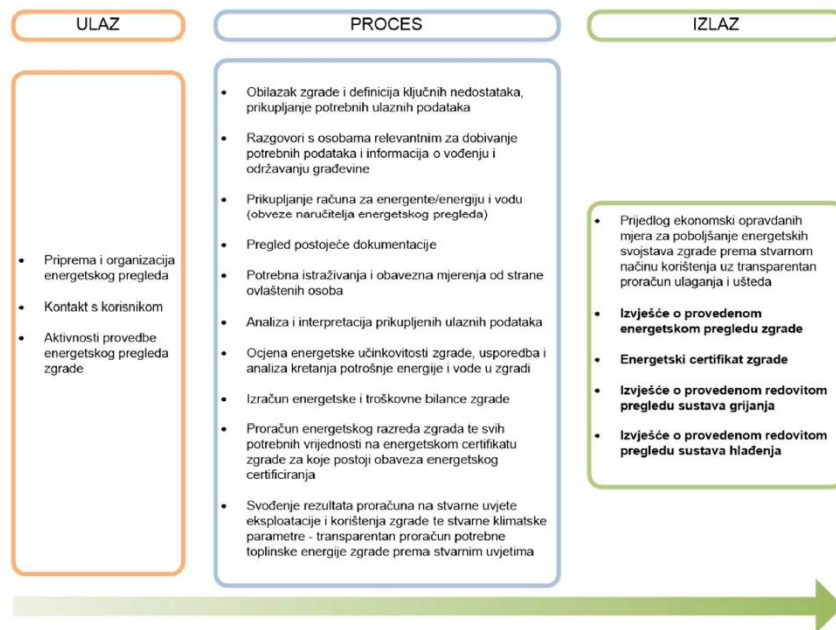 ULAZ
• Priprema i organizacija
energetskog pregleda
• Kontakt s korisnikom
• Aktivnosti provedbe
energetskog pregleda
zgrade
PROCES
• Obilazak zgrade i definicija ključnih nedostataka,
prikupljanje potrebnih ulaznih podataka
• Razgovori s osobama relevantnim za dobivanje
potrebnih podataka i informacija o vođenju i
održavanju građevine
• Prikupljanje računa za energente/energiju i vodu
(obveze naručitelja energetskog pregleda)
• Pregled postojeće dokumentacije
• Potrebna istraživanja i obavezna mjerenja od strane
ovlaštenih osoba
• Analiza i interpretacija prikupljenih ulaznih podataka
• Ocjena energetske učinkovitosti zgrade, usporedba i
analiza kretanja potrošnje energije i vode u zgradi
• Izračun energetske i troškovne bilance zgrade
• Proračun energetskog razreda zgrada te svih
potrebnih vrijednosti na energetskom certifikatu
zgrade za koje postoji obaveza energetskog
certificiranja
• Svođenje rezultata proračuna na stvarne uvjete
eksploatacije i korištenja zgrade te stvarne klimatske
parametre - transparentan proračun potrebne
toplinske energije zgrade prema stvarnim uvjetima
IZLAZ
• Prijedlog ekonomski opravdanih
mjera za poboljšanje energetskih
svojstava zgrade prema stvarnom
načinu korištenja uz transparentan
proračun ulaganja i ušteda
• Izvješće o provedenom
energetskom pregledu zgrade
• Energetski certifikat zgrade
• Izvješće o provedenom redovitom
pregledu sustava grijanja
• Izvješće o provedenom redovitom
pregledu sustava hlađenja